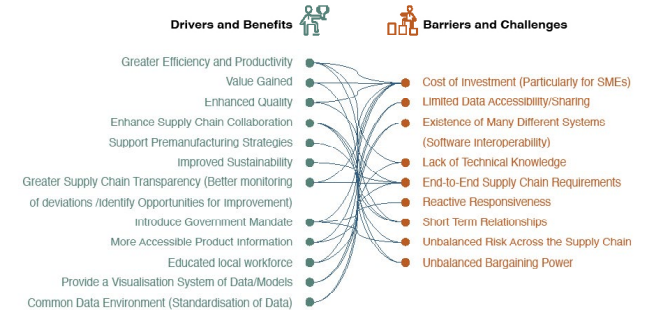 Drivers and Benefits
Barriers and Challenges
Greater Efficiency and Productivity
Value Gained
Enhanced Quality
Enhance Supply Chain Collaboration
Support Premanufacturing Strategies
Improved Sustainability
Greater Supply Chain Transparency (Better monitoring
of deviations /Identify Opportunities for Improvement)
Introduce Government Mandate
More Accessible Product Information
Educated local workforce
Provide a Visualisation System of Data/Models
Common Data Environment (Standardisation of Data)
Cost of Investment (Particularly for SMEs)
Limited Data Accessibility/Sharing
Existence of Many Different Systems
(Software Interoperability)
Lack of Technical Knowledge
End-to-End Supply Chain Requirements
Reactive Responsiveness
Short Term Relationships
Unbalanced Risk Across the Supply Chain
Unbalanced Bargaining Power